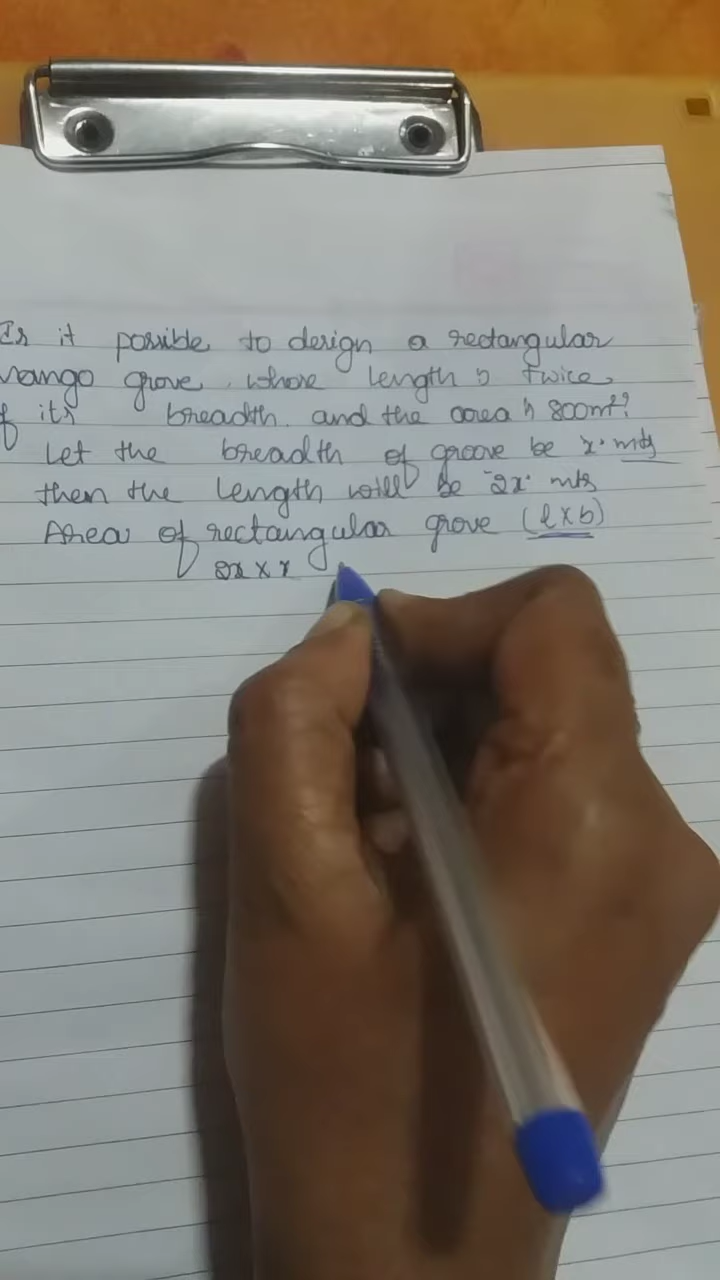 Is it possible to design a rectangular
mango grove, whose length is twice
of its breadth. and the area is 800m²?
Let the breadth of groove be x. mts
then the length will be 2x. mts
Area of rectangular grove (l×b)
2x × x